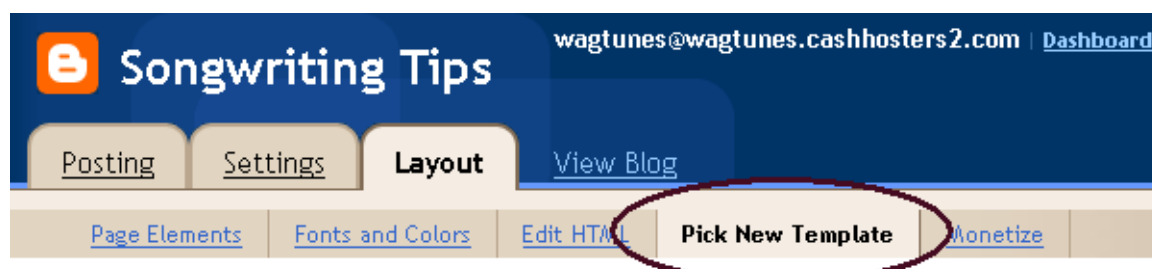 wagtunes@wagtunes.cashhosters2.com | Dashboard
Songwriting Tips
Posting Settings Layout View Blog
Page Elements Fonts and Colors Edit HTML Pick New Template Monetize